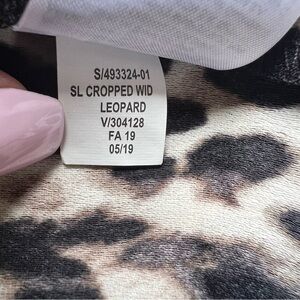 S/493324-01
SL CROPPED WID
LEOPARD
V/304128
FA 19
05/19